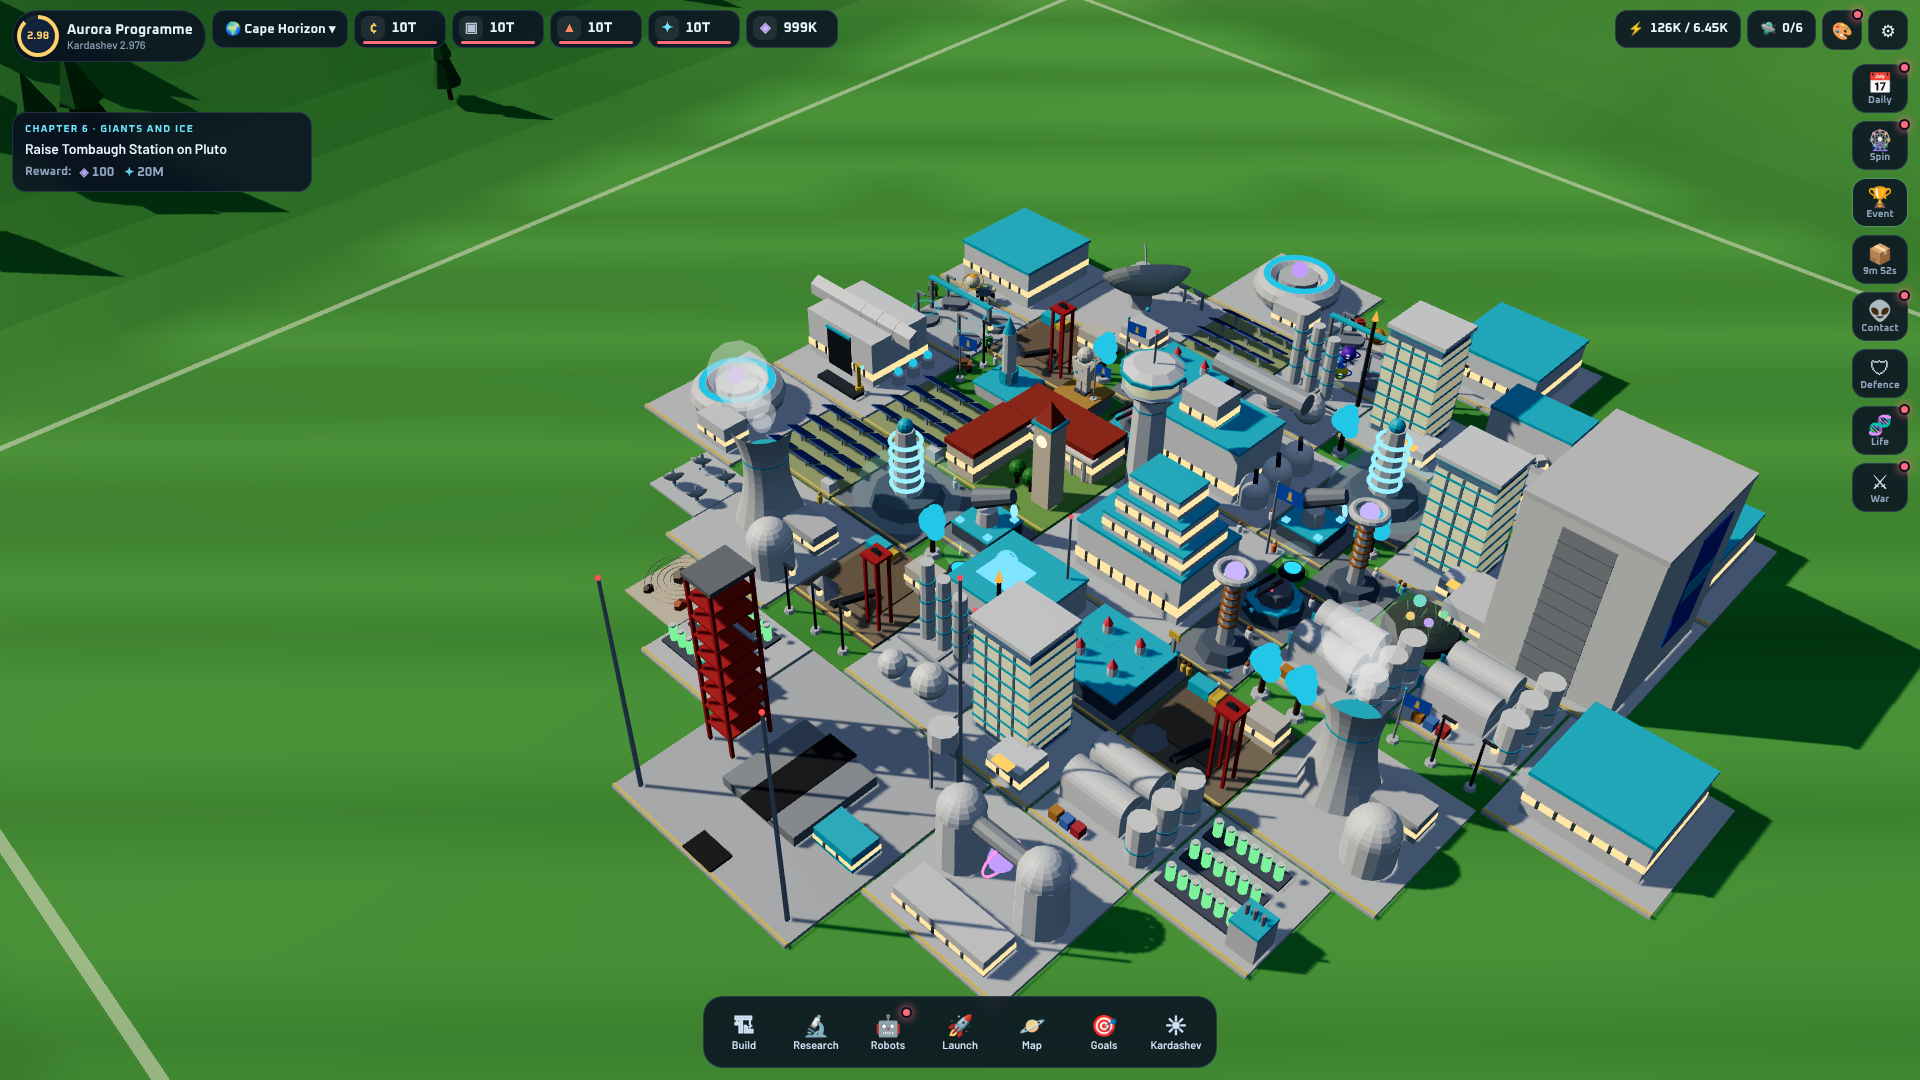 2.98
Aurora Programme
Kardashev 2.976
Cape Horizon ▾
¢ 10T
10T
10T
10T
999K
126K / 6.45K
0/6
CHAPTER 6 · GIANTS AND ICE
Raise Tombaugh Station on Pluto
Reward: 100 20M
July
17
Daily
Spin
Event
9m 52s
Contact
Defence
Life
War
Build
Research
Robots
Launch
Map
Goals
Kardashev